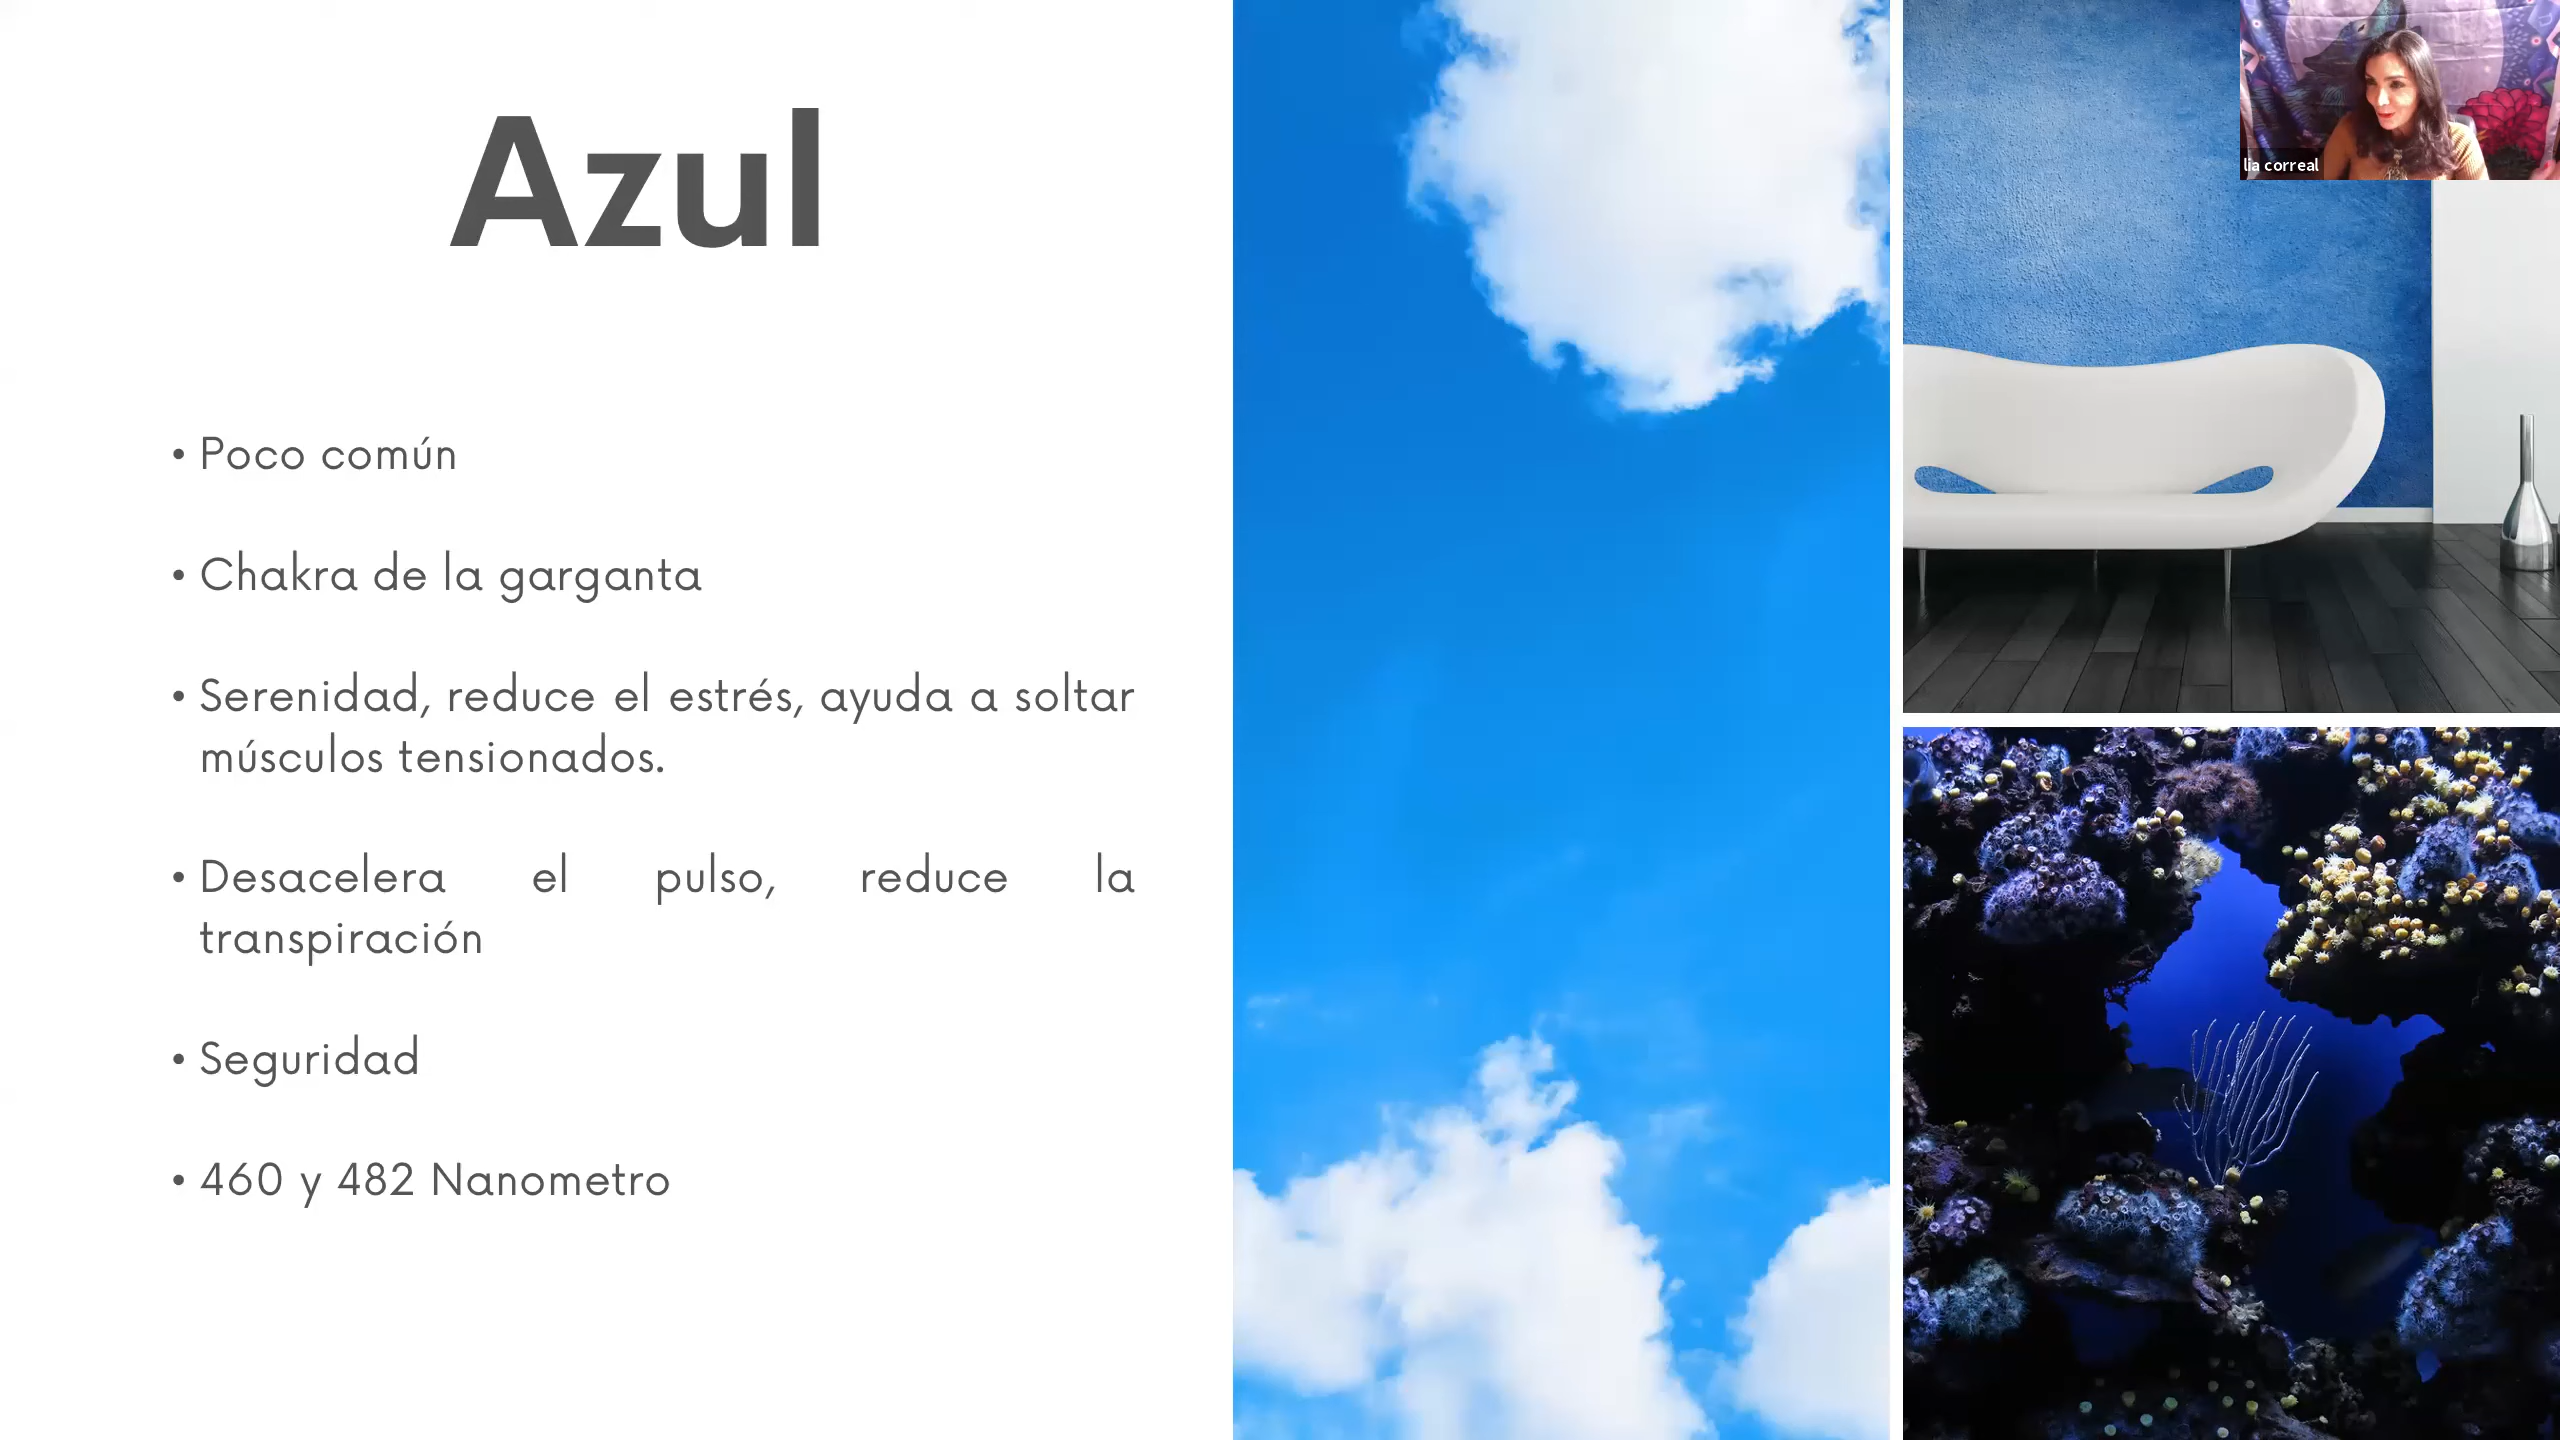 Azul
• Poco común
• Chakra de la garganta
• Serenidad, reduce el estrés, ayuda a soltar
músculos tensionados.
• Desacelera el pulso, reduce la
transpiración
• Seguridad
• 460 y 482 Nanometro
lia correal